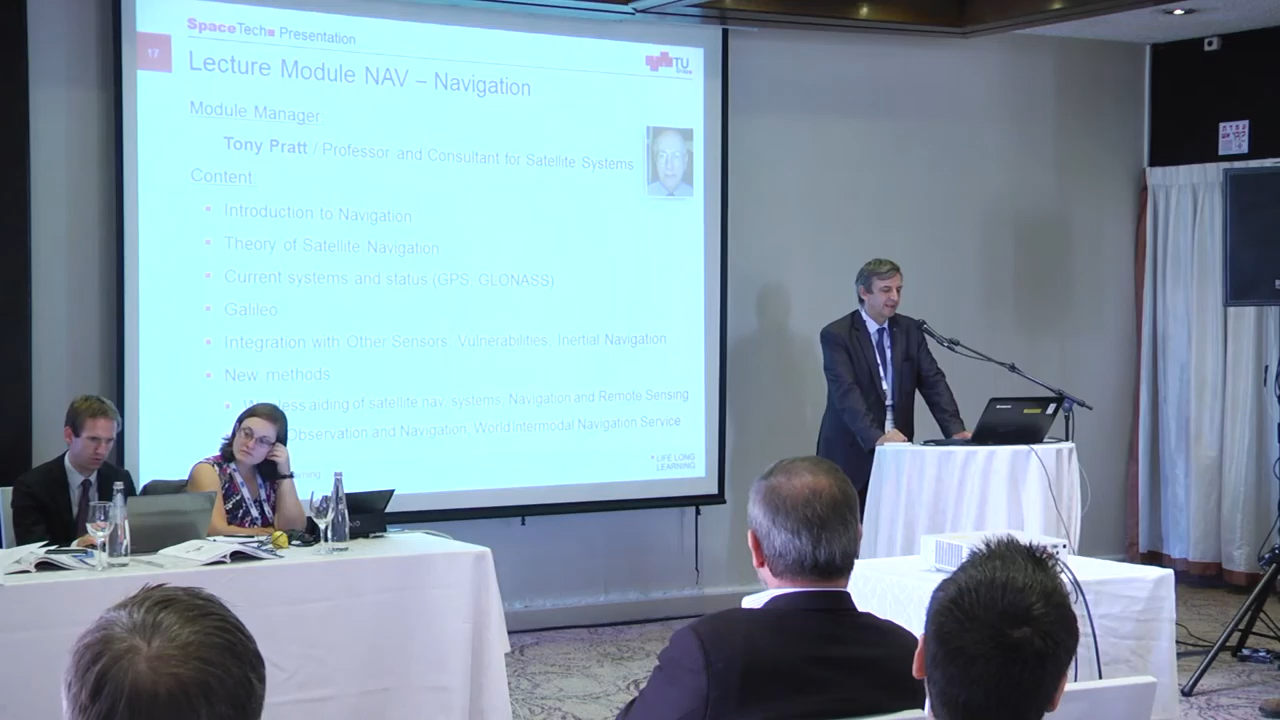 SpaceTech Presentation
17
TU
Graz
Lecture Module NAV – Navigation
Module Manager
Tony Pratt / Professor and Consultant for Satellite Systems
Content
Introduction to Navigation
Theory of Satellite Navigation
Current systems and status (GPS, GLONASS)
Galileo
Integration with Other Sensors, Vulnerabilities, Inertial Navigation
New methods
aiding of satellite nav. systems, Navigation and Remote Sensing
Observation and Navigation, World Intermodal Navigation Service
LIFE LONG
LEARNING
lenovo